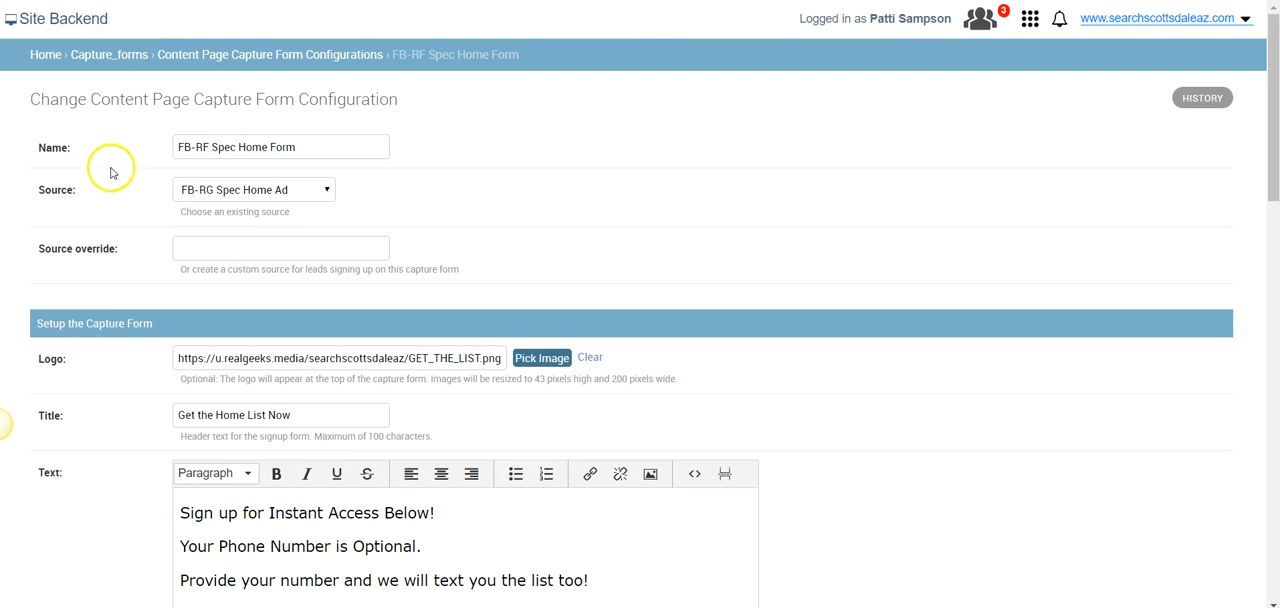 Site Backend
Logged in as Patti Sampson
3
www.searchscottsdaleaz.com
Home › Capture_forms › Content Page Capture Form Configurations › FB-RF Spec Home Form
Change Content Page Capture Form Configuration
HISTORY
Name:
FB-RF Spec Home Form
Source:
FB-RG Spec Home Ad
Choose an existing source
Source override:
Or create a custom source for leads signing up on this capture form
Setup the Capture Form
Logo:
https://u.realgeeks.media/searchscottsdaleaz/GET_THE_LIST.png
Pick Image
Clear
Optional: The logo will appear at the top of the capture form. Images will be resized to 43 pixels high and 200 pixels wide.
Title:
Get the Home List Now
Header text for the signup form. Maximum of 100 characters.
Text:
Paragraph
B I U S
Sign up for Instant Access Below!
Your Phone Number is Optional.
Provide your number and we will text you the list too!